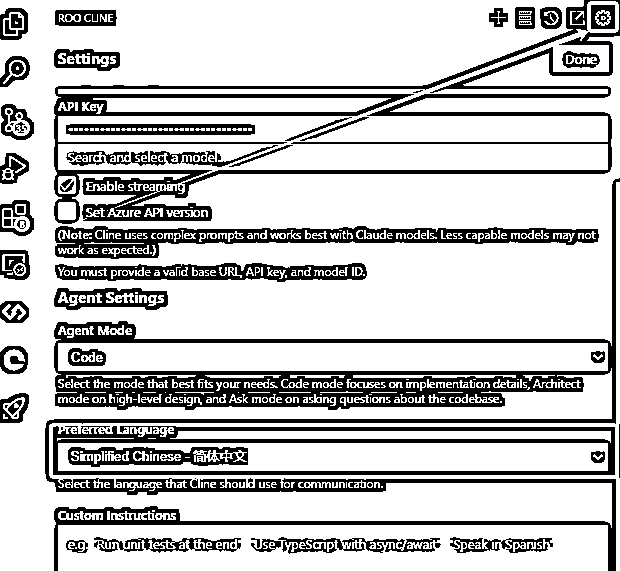 ROO CLINE
Settings
Done
API Key
Search and select a model...
Enable streaming
Set Azure API version
(Note: Cline uses complex prompts and works best with Claude models. Less capable models may not
work as expected.)
You must provide a valid base URL, API key, and model ID.
Agent Settings
Agent Mode
Code
Select the mode that best fits your needs. Code mode focuses on implementation details, Architect
mode on high-level design, and Ask mode on asking questions about the codebase.
Preferred Language
Simplified Chinese - 简体中文
Select the language that Cline should use for communication.
Custom Instructions
e.g. "Run unit tests at the end", "Use TypeScript with async/await", "Speak in Spanish"